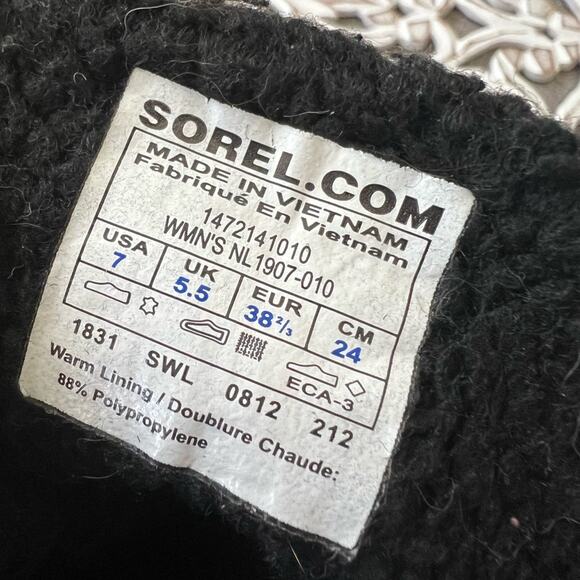 SOREL.COM
MADE IN VIETNAM
Fabriqué En Vietnam
1472141010
WMN'S NL1907-010
USA UK EUR CM
7 5.5 38⅔ 24
ECA-3
1831 SWL 0812 212
Warm Lining / Doublure Chaude:
88% Polypropylene